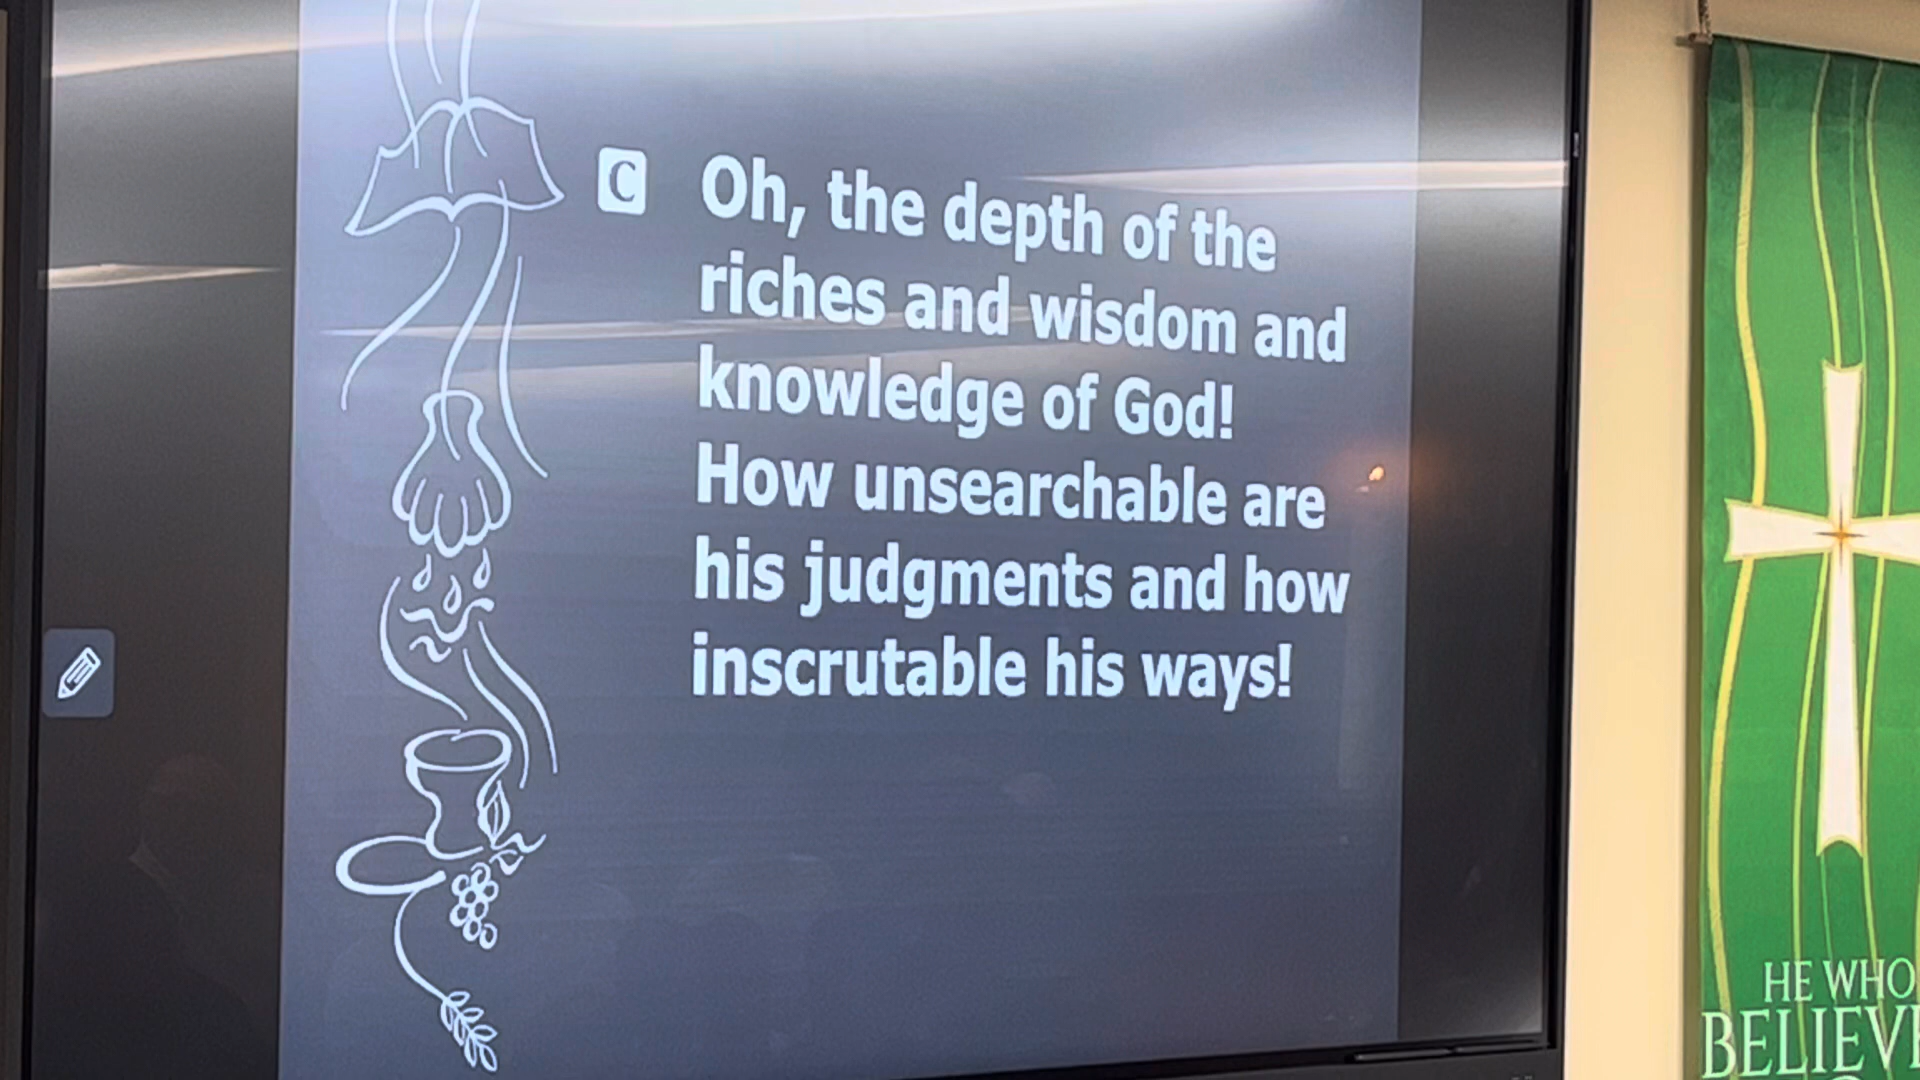 C Oh, the depth of the
riches and wisdom and
knowledge of God!
How unsearchable are
his judgments and how
inscrutable his ways!
HE WHO